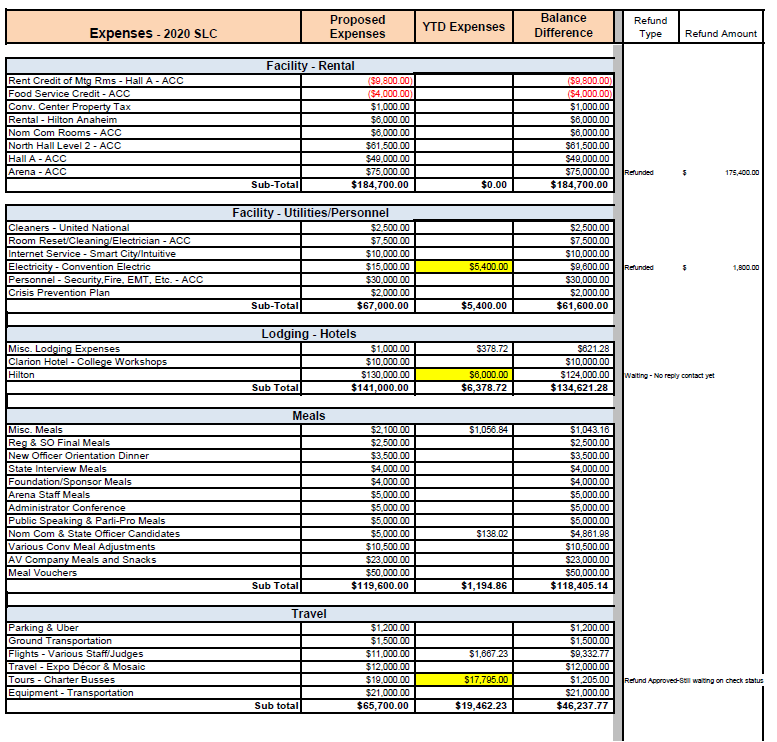 Expenses - 2020 SLC Proposed Expenses YTD Expenses Balance Difference Refund Type Refund Amount
Facility - Rental
Rent Credit of Mtg Rms - Hall A - ACC ($9,800.00) ($9,800.00)
Food Service Credit - ACC ($4,000.00) ($4,000.00)
Conv. Center Property Tax $1,000.00 $1,000.00
Rental - Hilton Anaheim $6,000.00 $6,000.00
Nom Com Rooms - ACC $6,000.00 $6,000.00
North Hall Level 2 - ACC $61,500.00 $61,500.00
Hall A - ACC $49,000.00 $49,000.00
Arena - ACC $75,000.00 $75,000.00 Refunded $ 175,400.00
Sub-Total $184,700.00 $0.00 $184,700.00
Facility - Utilities/Personnel
Cleaners - United National $2,500.00 $2,500.00
Room Reset/Cleaning/Electrician - ACC $7,500.00 $7,500.00
Internet Service - Smart City/Intuitive $10,000.00 $10,000.00
Electricity - Convention Electric $15,000.00 $5,400.00 $9,600.00 Refunded $ 1,800.00
Personnel - Security,Fire, EMT, Etc. - ACC $30,000.00 $30,000.00
Crisis Prevention Plan $2,000.00 $2,000.00
Sub-Total $67,000.00 $5,400.00 $61,600.00
Lodging - Hotels
Misc. Lodging Expenses $1,000.00 $378.72 $621.28
Clarion Hotel - College Workshops $10,000.00 $10,000.00
Hilton $130,000.00 $6,000.00 $124,000.00 Waiting - No reply contact yet
Sub Total $141,000.00 $6,378.72 $134,621.28
Meals
Misc. Meals $2,100.00 $1,056.84 $1,043.16
Reg & SO Final Meals $2,500.00 $2,500.00
New Officer Orientation Dinner $3,500.00 $3,500.00
State Interview Meals $4,000.00 $4,000.00
Foundation/Sponsor Meals $4,000.00 $4,000.00
Arena Staff Meals $5,000.00 $5,000.00
Administrator Conference $5,000.00 $5,000.00
Public Speaking & Parli-Pro Meals $5,000.00 $5,000.00
Nom Com & State Officer Candidates $5,000.00 $138.02 $4,861.98
Various Conv Meal Adjustments $10,500.00 $10,500.00
AV Company Meals and Snacks $23,000.00 $23,000.00
Meal Vouchers $50,000.00 $50,000.00
Sub Total $119,600.00 $1,194.86 $118,405.14
Travel
Parking & Uber $1,200.00 $1,200.00
Ground Transportation $1,500.00 $1,500.00
Flights - Various Staff/Judges $11,000.00 $1,667.23 $9,332.77
Travel - Expo Décor & Mosaic $12,000.00 $12,000.00
Tours - Charter Busses $19,000.00 $17,795.00 $1,205.00 Refund Approved-Still waiting on check status
Equipment - Transportation $21,000.00 $21,000.00
Sub total $65,700.00 $19,462.23 $46,237.77